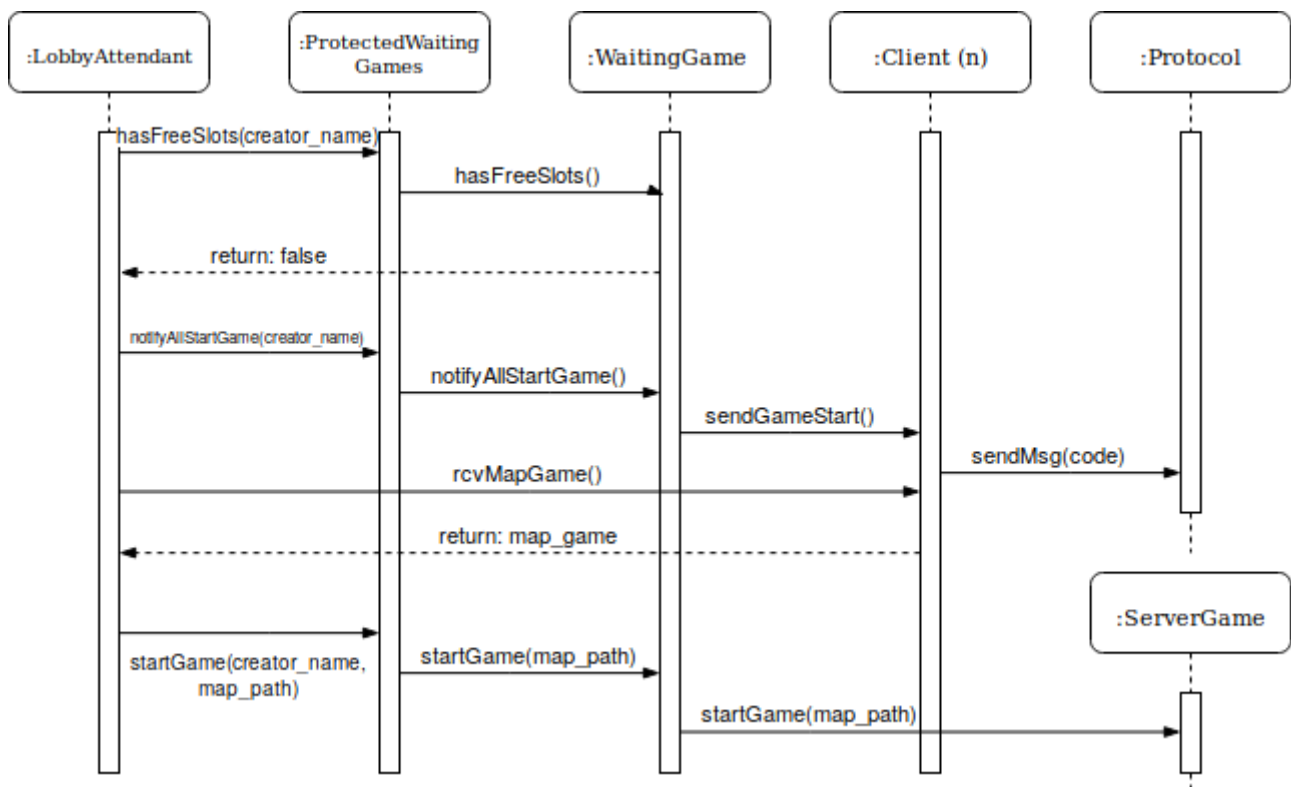 :LobbyAttendant
:ProtectedWaiting
Games
:WaitingGame
:Client (n)
:Protocol
hasFreeSlots(creator_name)
hasFreeSlots()
return: false
notifyAllStartGame(creator_name)
notifyAllStartGame()
sendGameStart()
sendMsg(code)
rcvMapGame()
return: map_game
:ServerGame
startGame(creator_name,
map_path)
startGame(map_path)
startGame(map_path)